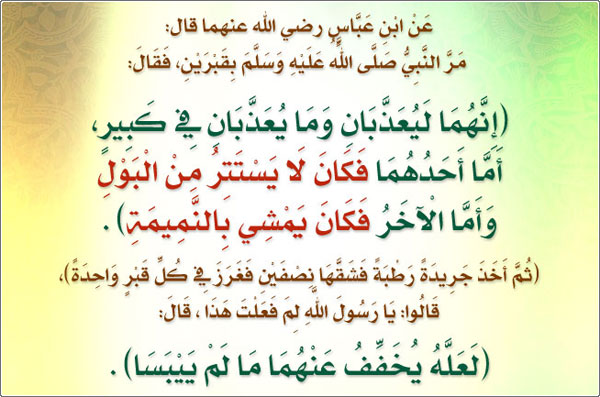 عَنْ ابْنِ عَبَّاسٍ رضي الله عنهما قال:
مَرَّ النَّبِيُّ صَلَّى اللَّهُ عَلَيْهِ وَسَلَّمَ بِقَبْرَيْنِ، فَقَالَ:
(إِنَّهُمَا لَيُعَذَّبَانِ وَمَا يُعَذَّبَانِ فِي كَبِيرٍ،
أَمَّا أَحَدُهُمَا فَكَانَ لَا يَسْتَتِرُ مِنْ الْبَوْلِ
وَأَمَّا الْآخَرُ فَكَانَ يَمْشِي بِالنَّمِيمَةِ) .
(ثُمَّ أَخَذَ جَرِيدَةً رَطْبَةً فَشَقَّهَا نِصْفَيْنِ فَغَرَزَ فِي كُلِّ قَبْرٍ وَاحِدَةً)،
قَالُوا: يَا رَسُولَ اللَّهِ لِمَ فَعَلْتَ هَذَا ، قَالَ:
(لَعَلَّهُ يُخَفِّفُ عَنْهُمَا مَا لَمْ يَيْبَسَا) .